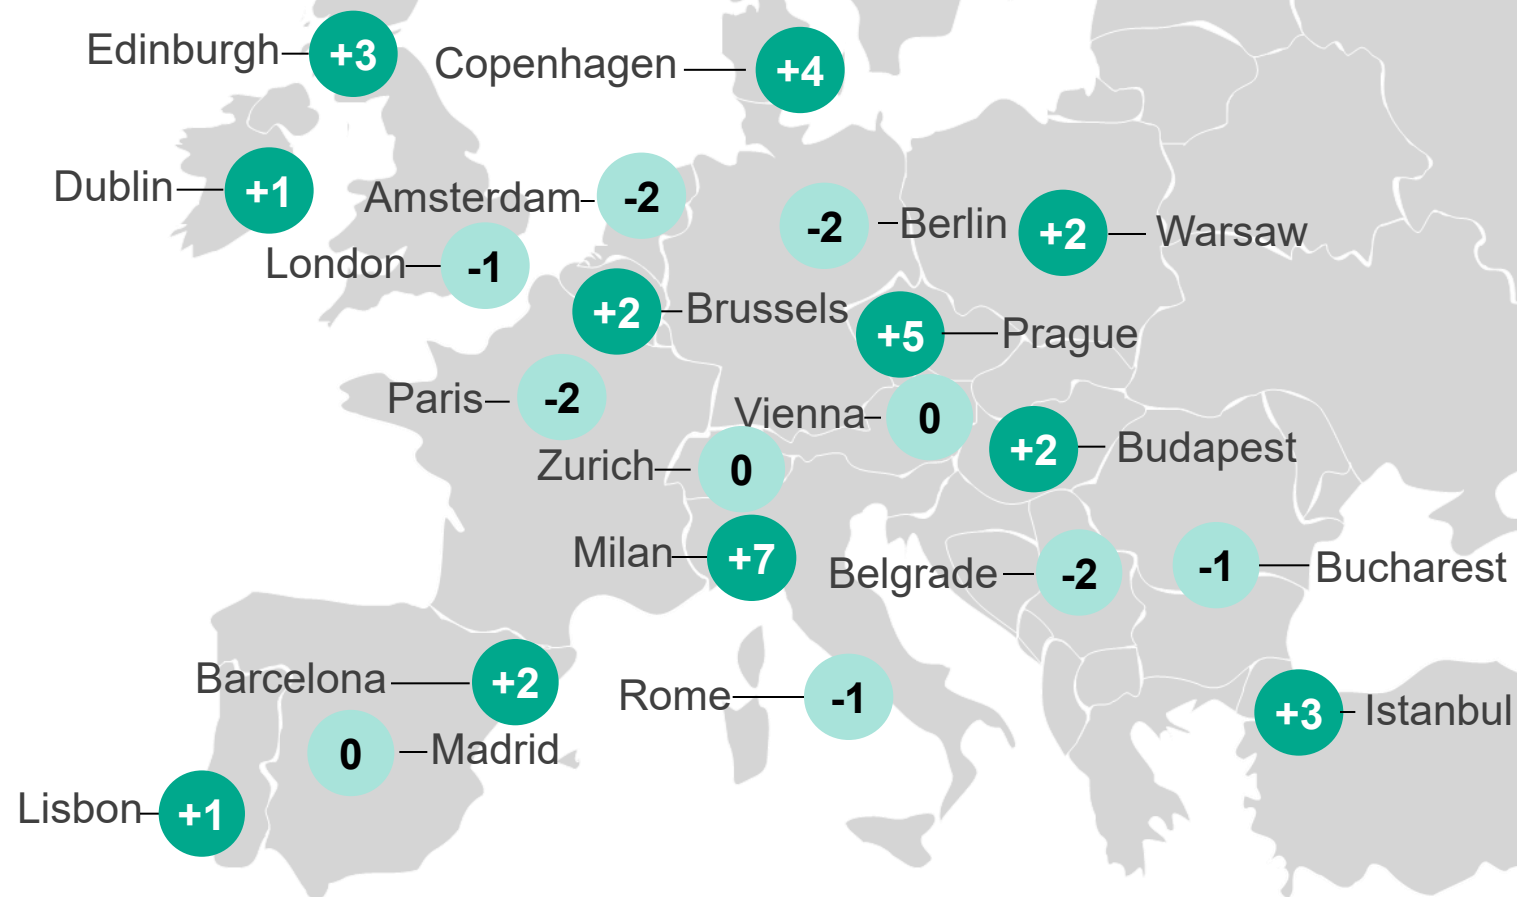 Edinburgh +3
Copenhagen +4
Dublin +1
Amsterdam -2
-2 Berlin
+2 Warsaw
London -1
+2 Brussels
+5 Prague
Paris -2
Vienna 0
+2 Budapest
Zurich 0
Milan +7
Belgrade -2
-1 Bucharest
Barcelona +2
Rome -1
+3 Istanbul
0 Madrid
Lisbon +1